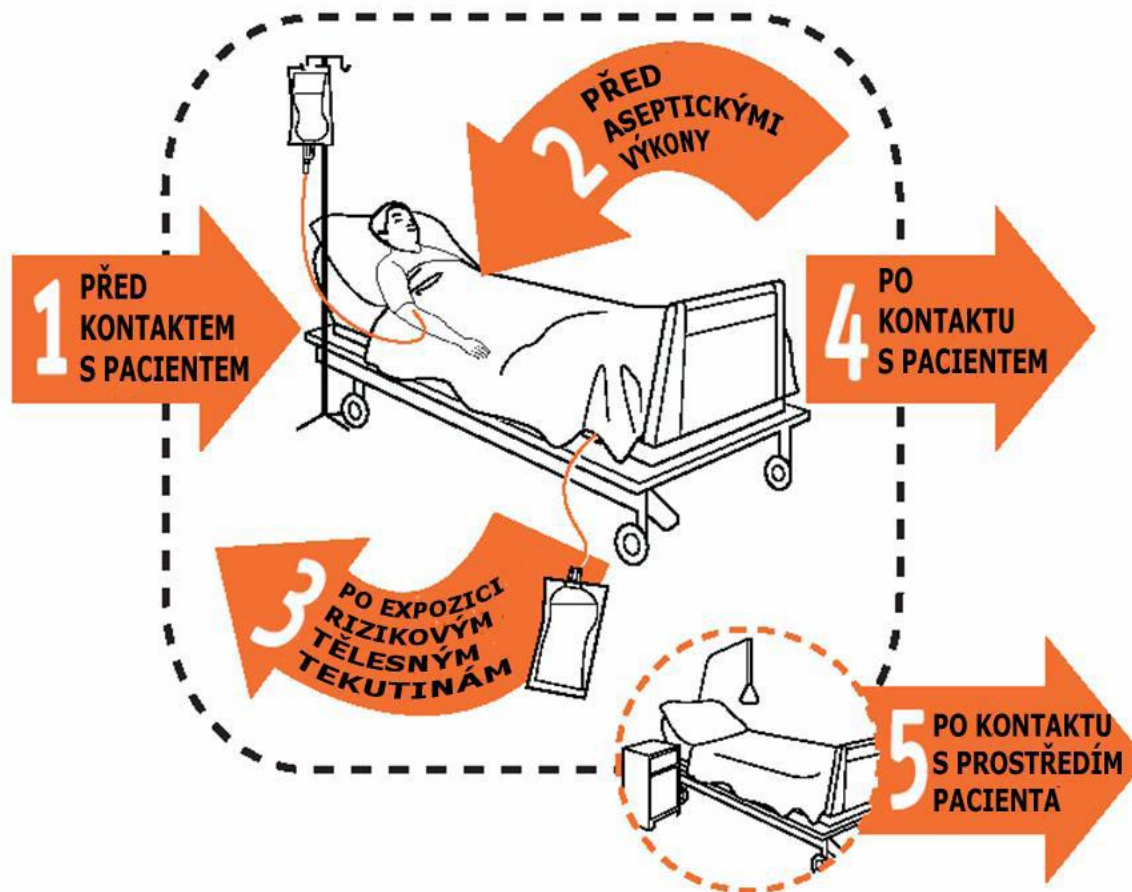 1 PŘED
KONTAKTEM
S PACIENTEM
2 PŘED
ASEPTICKÝMI
VÝKONY
3 PO EXPOZICI
RIZIKOVÝM
TĚLESNÝM
TEKUTINÁM
4 PO
KONTAKTU
S PACIENTEM
5 PO KONTAKTU
S PROSTŘEDÍM
PACIENTA